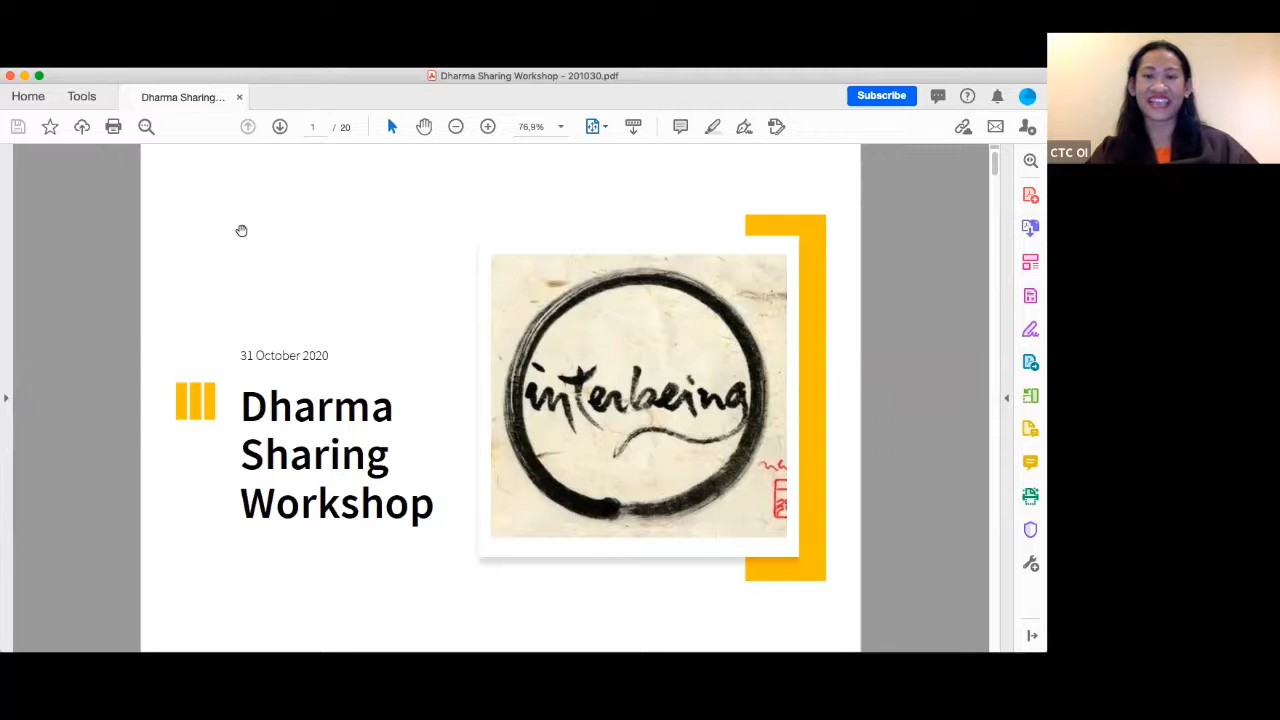 Dharma Sharing Workshop - 201030.pdf
Home
Tools
Dharma Sharing...
Subscribe
1
/ 20
76,9%
CTC OI
31 October 2020
Dharma
Sharing
Workshop
interbeing